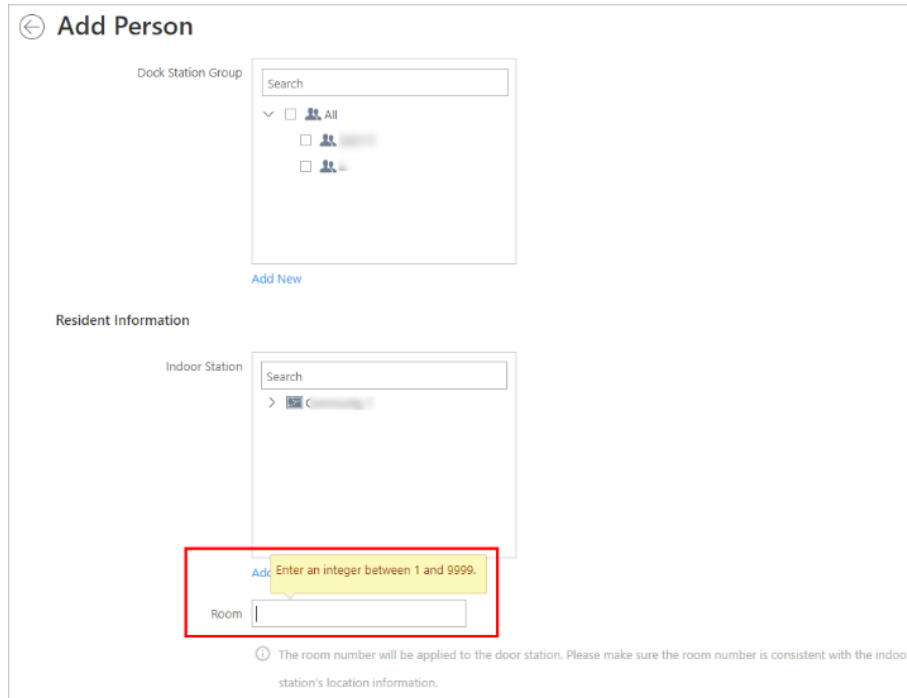 Add Person
Dock Station Group
Search
All
Add New
Resident Information
Indoor Station
Search
Enter an integer between 1 and 9999.
Room
The room number will be applied to the door station. Please make sure the room number is consistent with the indoo
station's location information.